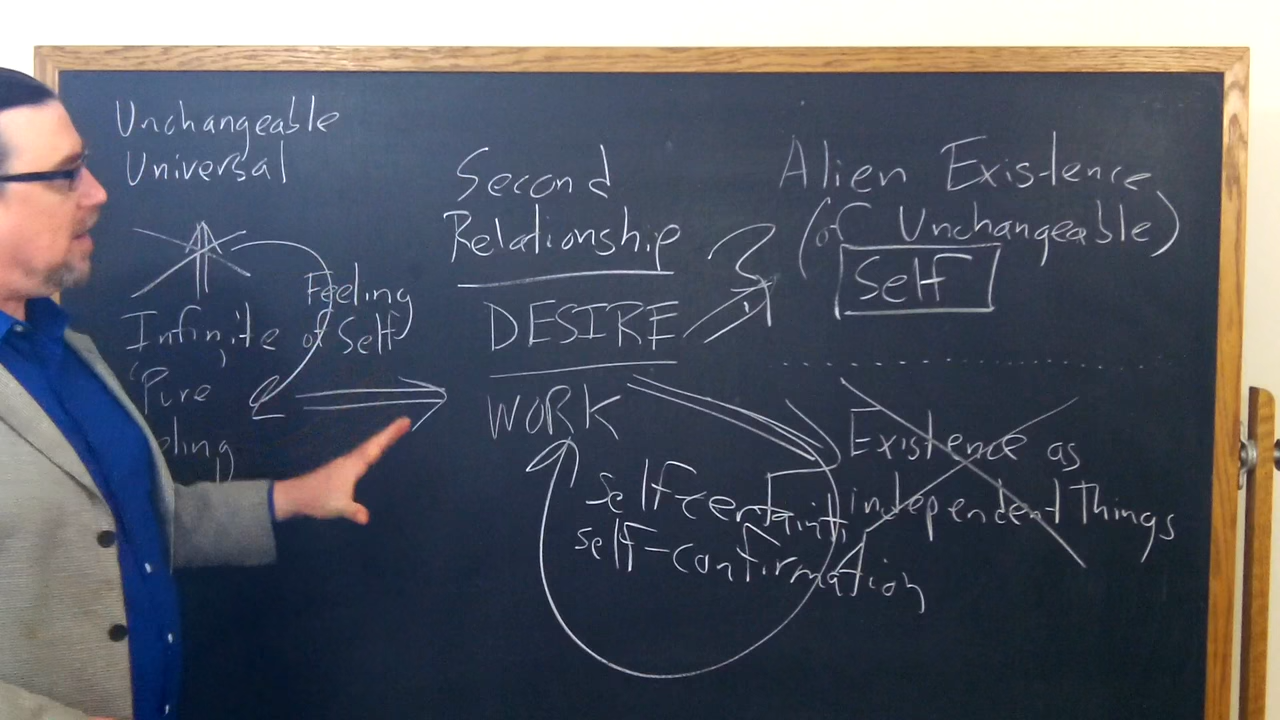 Unchangeable
Universal
Feeling
of Self
Infinite
'Pure
eling
Second
Relationship
DESIRE
WORK
self-certainty
self-confirmation
Alien Existence
(of Unchangeable)
Self
Existence as
independent Things